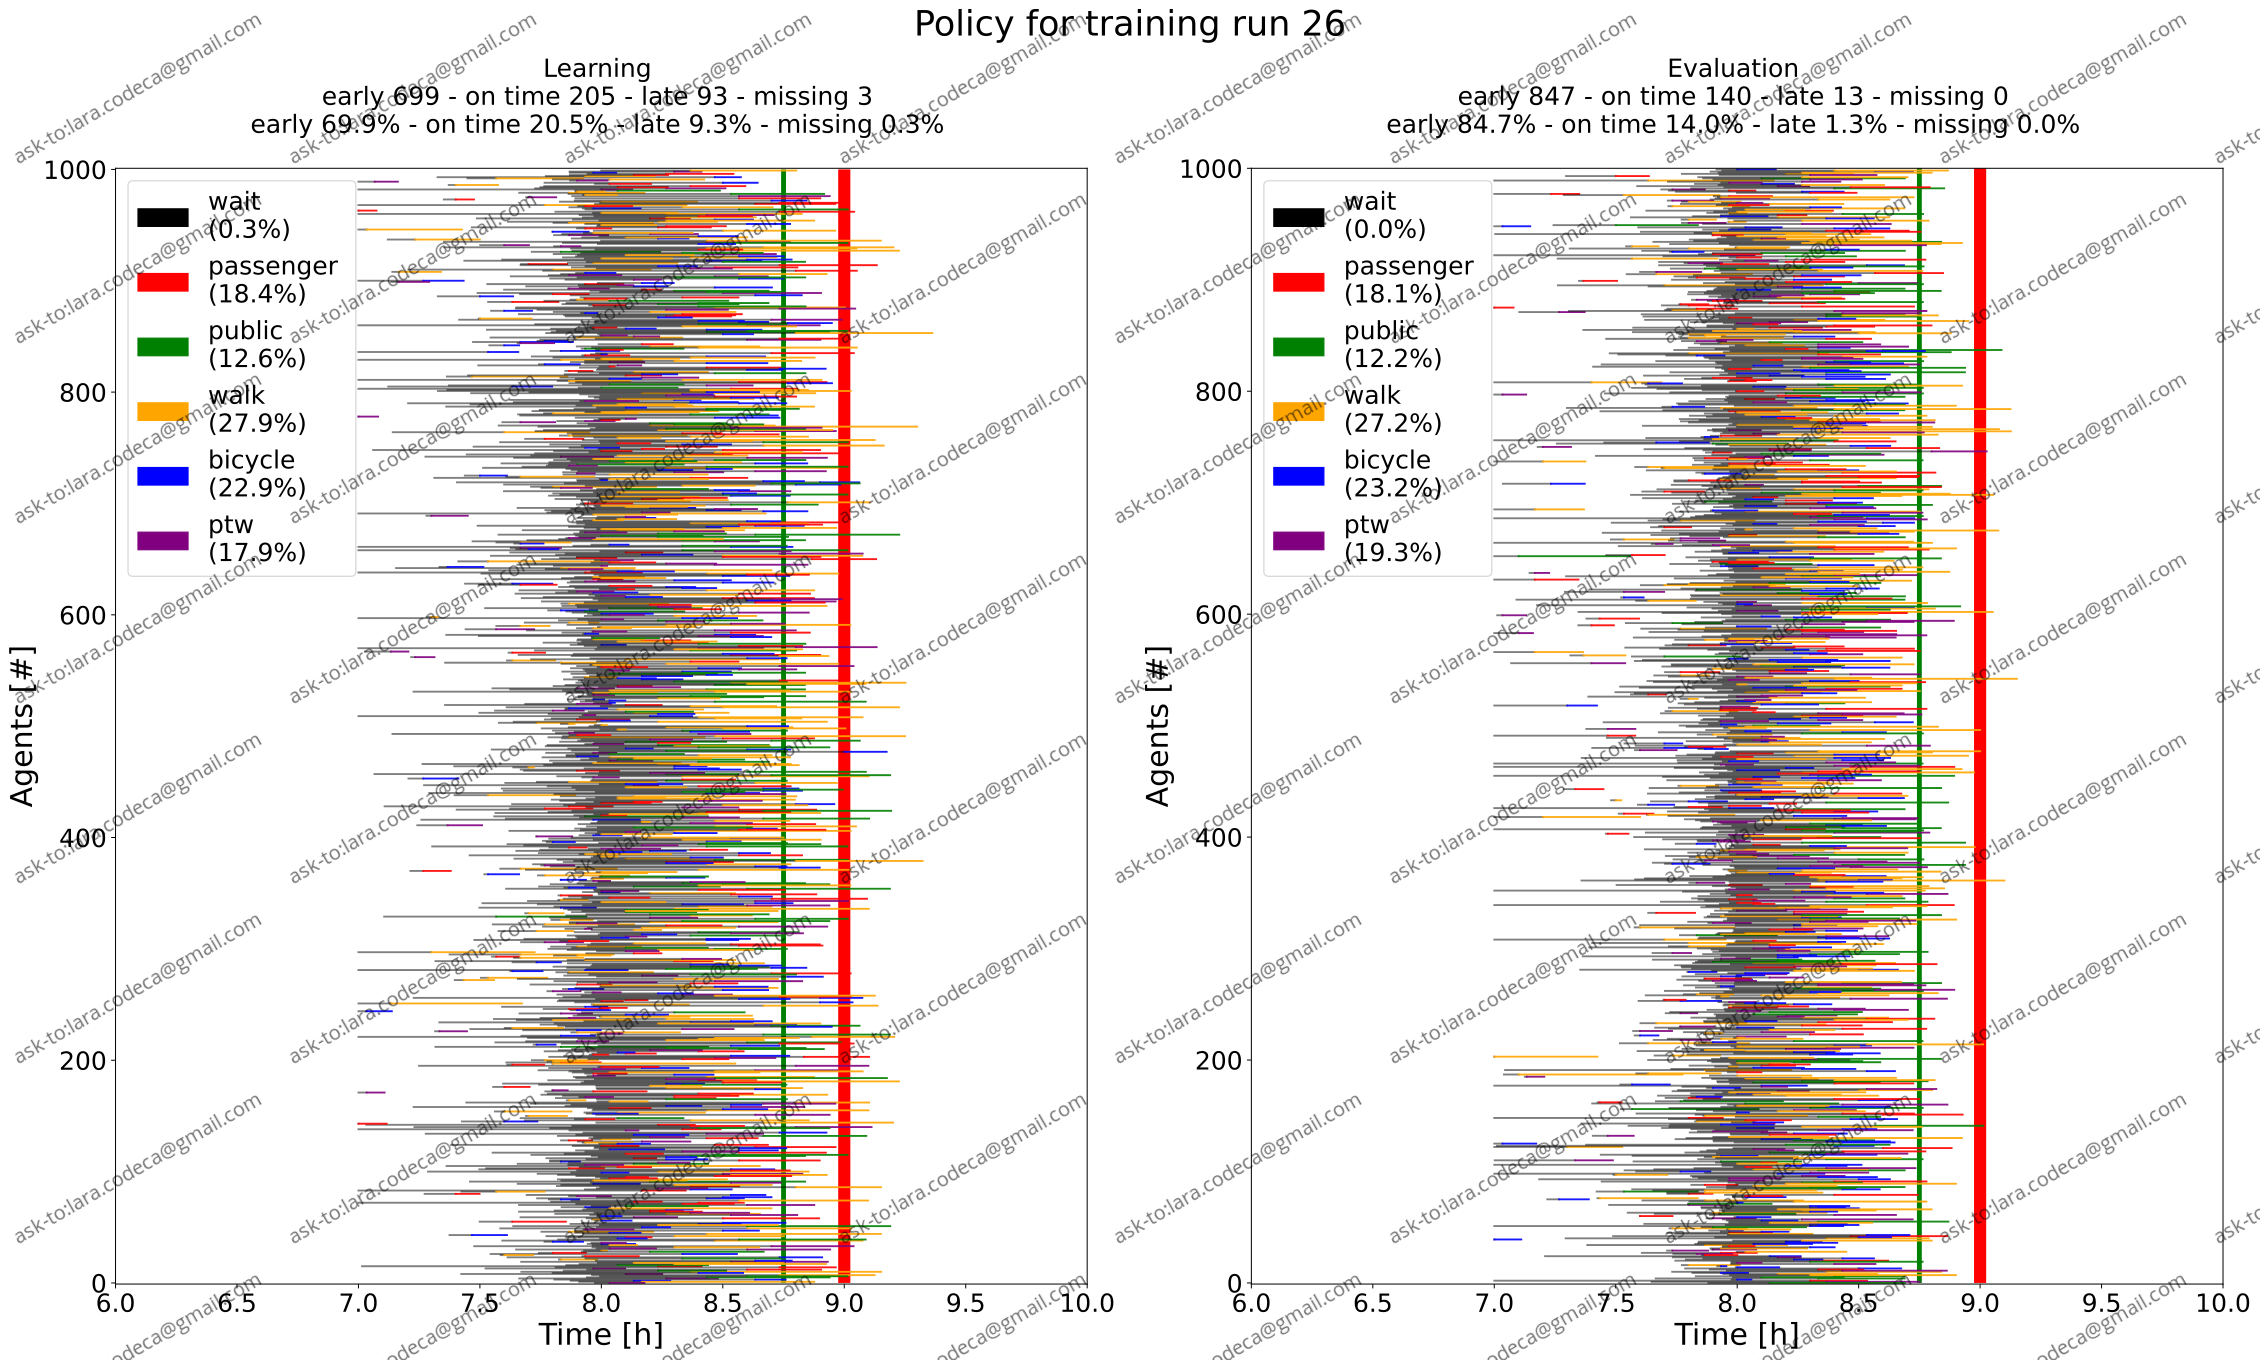 Policy for training run 26
Learning
early 699 - on time 205 - late 93 - missing 3
early 69.9% - on time 20.5% - late 9.3% - missing 0.3%
1000
800
600
400
200
0
Agents [#]
wait
(0.3%)
passenger
(18.4%)
public
(12.6%)
walk
(27.9%)
bicycle
(22.9%)
ptw
(17.9%)
6.0 6.5 7.0 7.5 8.0 8.5 9.0 9.5 10.0
Time [h]
Evaluation
early 847 - on time 140 - late 13 - missing 0
early 84.7% - on time 14.0% - late 1.3% - missing 0.0%
1000
800
600
400
200
0
Agents [#]
wait
(0.0%)
passenger
(18.1%)
public
(12.2%)
walk
(27.2%)
bicycle
(23.2%)
ptw
(19.3%)
6.0 6.5 7.0 7.5 8.0 8.5 9.0 9.5 10.0
Time [h]
ask-to:lara.codeca@gmail.com